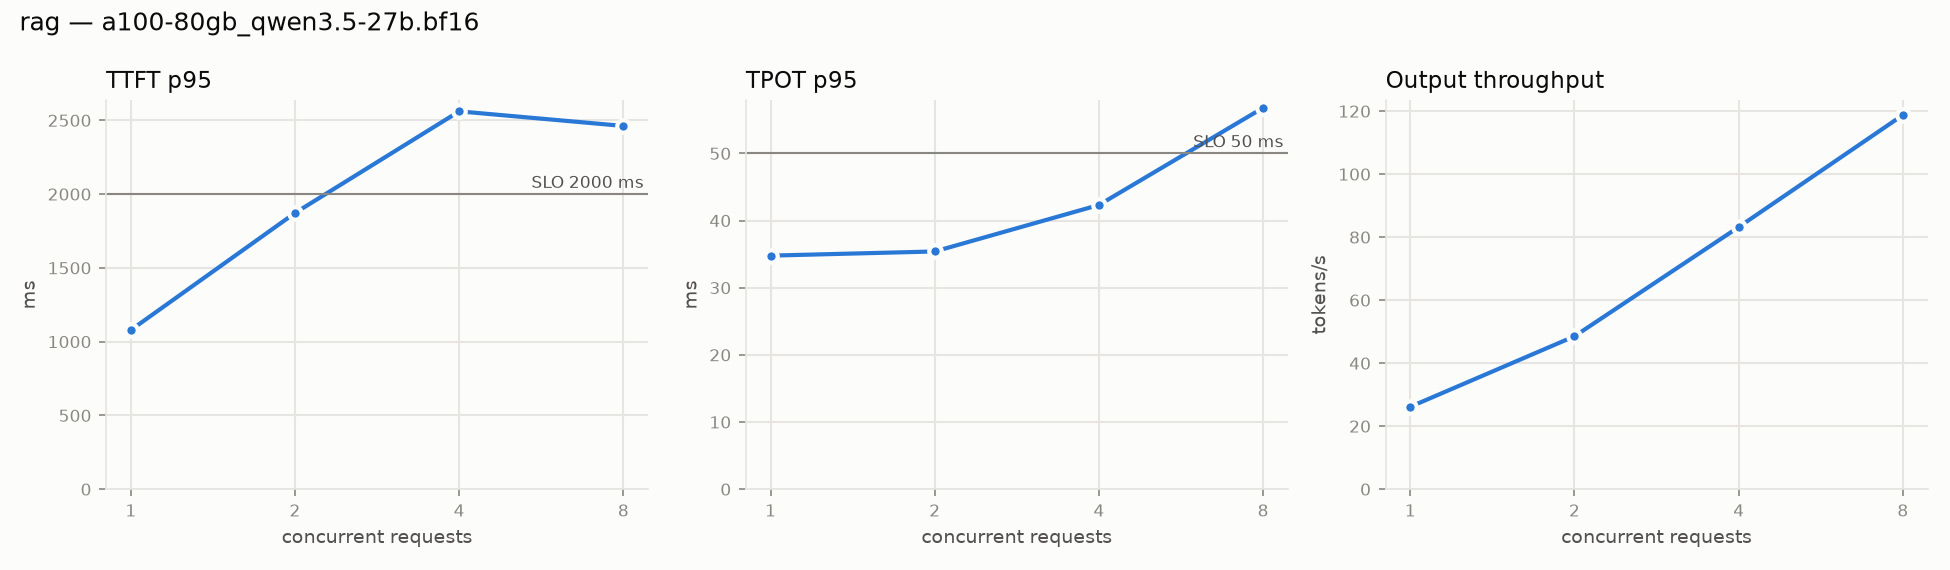 rag — a100-80gb_qwen3.5-27b.bf16
TTFT p95
2500
2000
1500
1000
500
0
ms
SLO 2000 ms
1 2 4 8
concurrent requests
TPOT p95
50
40
30
20
10
0
ms
SLO 50 ms
1 2 4 8
concurrent requests
Output throughput
120
100
80
60
40
20
0
tokens/s
1 2 4 8
concurrent requests